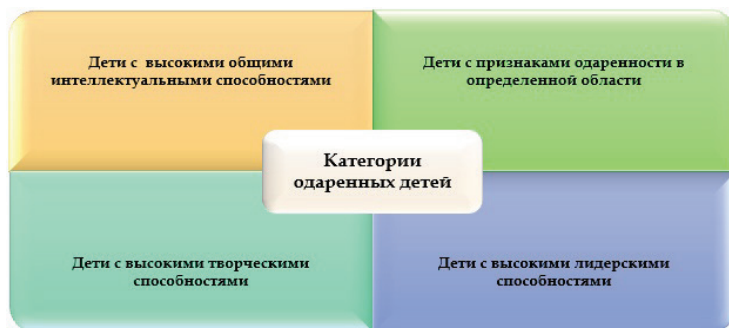 Дети с высокими общими
интеллектуальными способностями
Дети с признаками одаренности в
определенной области
Категории
одаренных детей
Дети с высокими творческими
способностями
Дети с высокими лидерскими
способностями